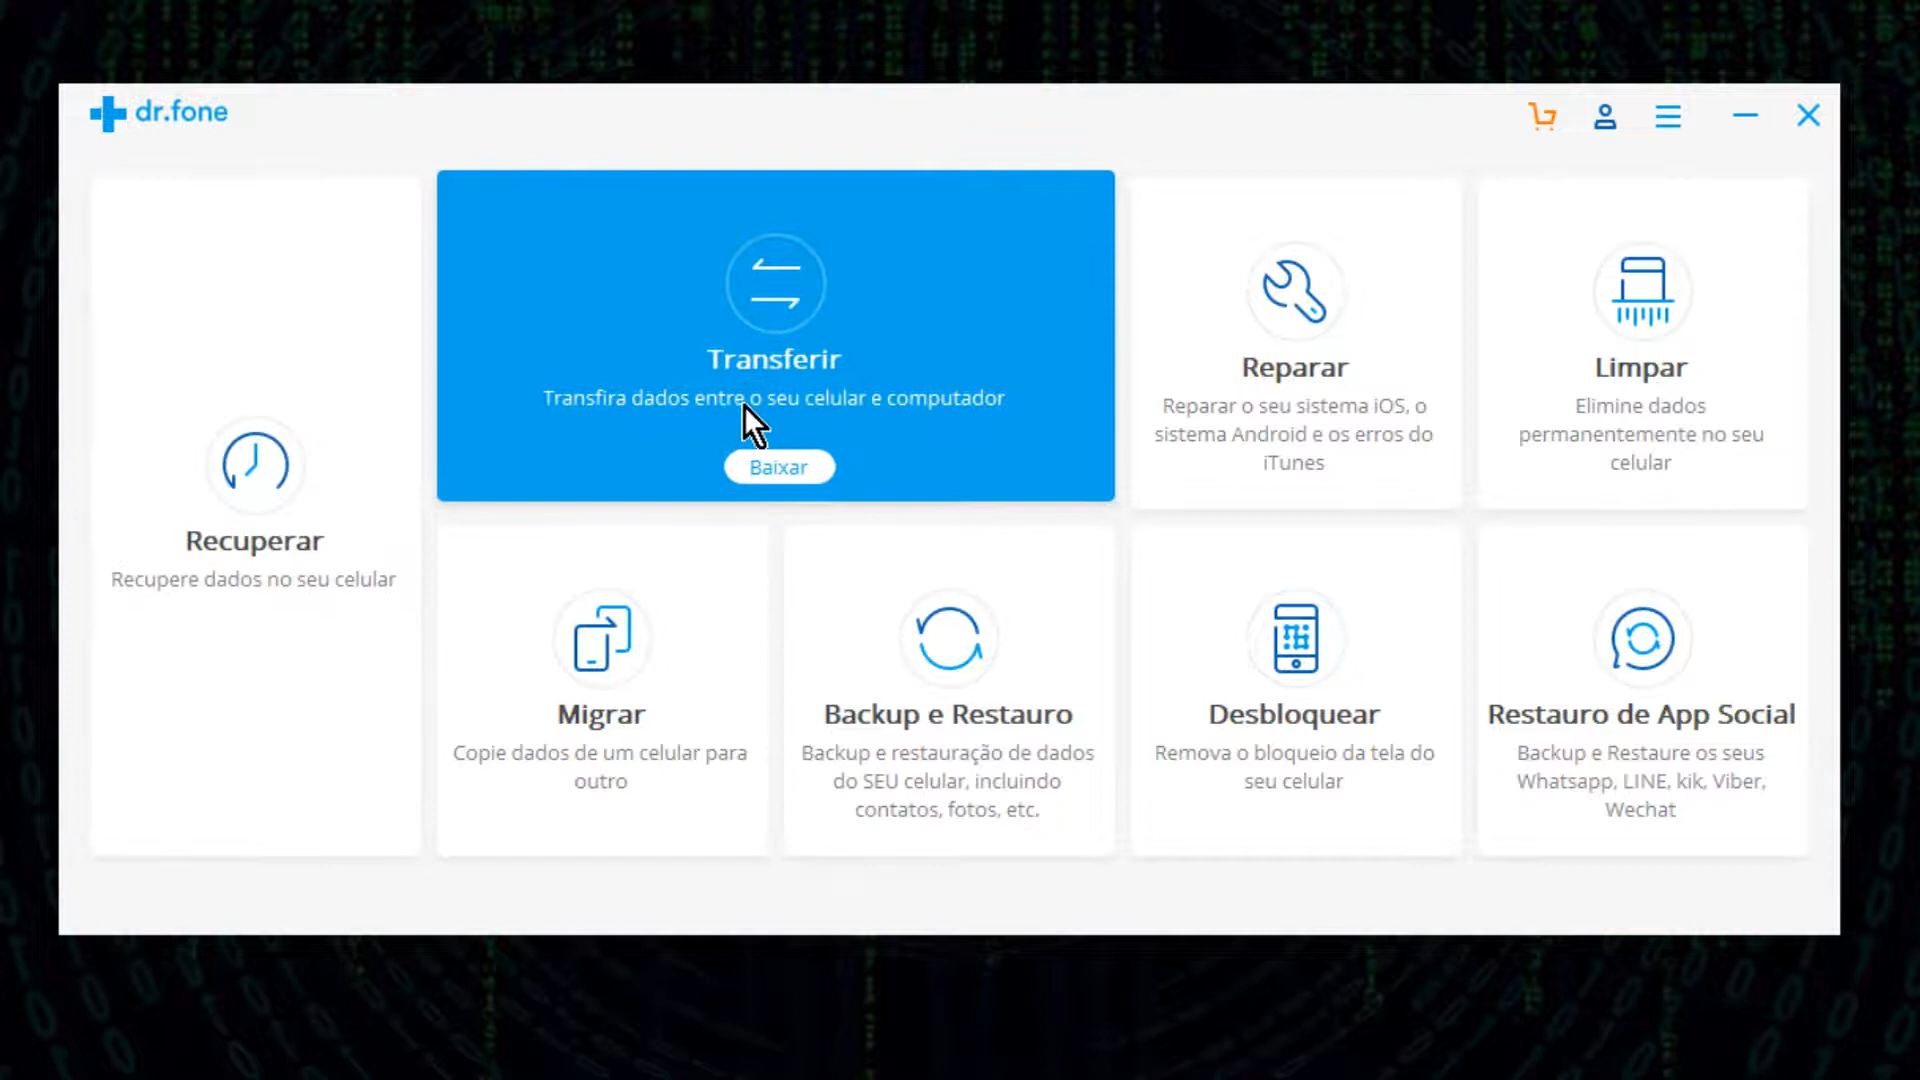 dr.fone
Transferir
Transfira dados entre o seu celular e computador
Baixar
Reparar
Reparar o seu sistema iOS, o
sistema Android e os erros do
iTunes
Limpar
Elimine dados
permanentemente no seu
celular
Recuperar
Recupere dados no seu celular
Migrar
Copie dados de um celular para
outro
Backup e Restauro
Backup e restauração de dados
do SEU celular, incluindo
contatos, fotos, etc.
Desbloquear
Remova o bloqueio da tela do
seu celular
Restauro de App Social
Backup e Restaure os seus
Whatsapp, LINE, kik, Viber,
Wechat